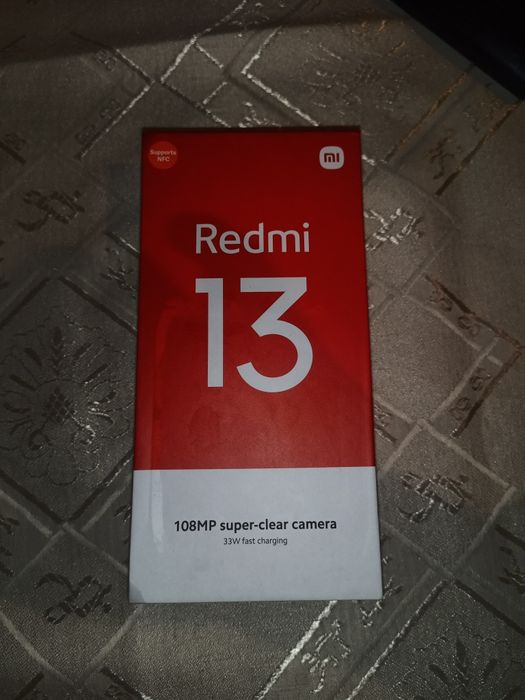 Supports
NFC
mi
Redmi
13
108MP super-clear camera
33W fast charging